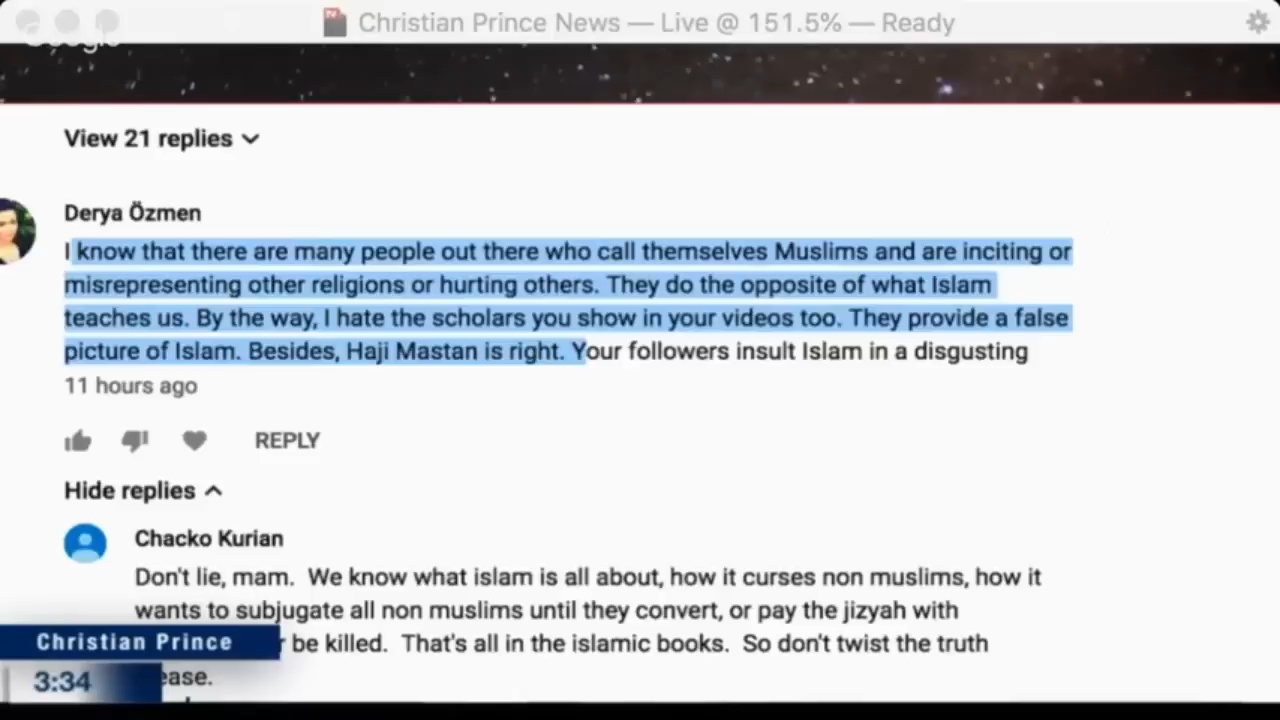 Christian Prince News — Live @ 151.5% — Ready
Google
View 21 replies
Derya Özmen
I know that there are many people out there who call themselves Muslims and are inciting or
misrepresenting other religions or hurting others. They do the opposite of what Islam
teaches us. By the way, I hate the scholars you show in your videos too. They provide a false
picture of Islam. Besides, Haji Mastan is right. Your followers insult Islam in a disgusting
11 hours ago
REPLY
Hide replies
Chacko Kurian
Don't lie, mam. We know what islam is all about, how it curses non muslims, how it
wants to subjugate all non muslims until they convert, or pay the jizyah with
be killed. That's all in the islamic books. So don't twist the truth
ease.
Christian Prince
3:34